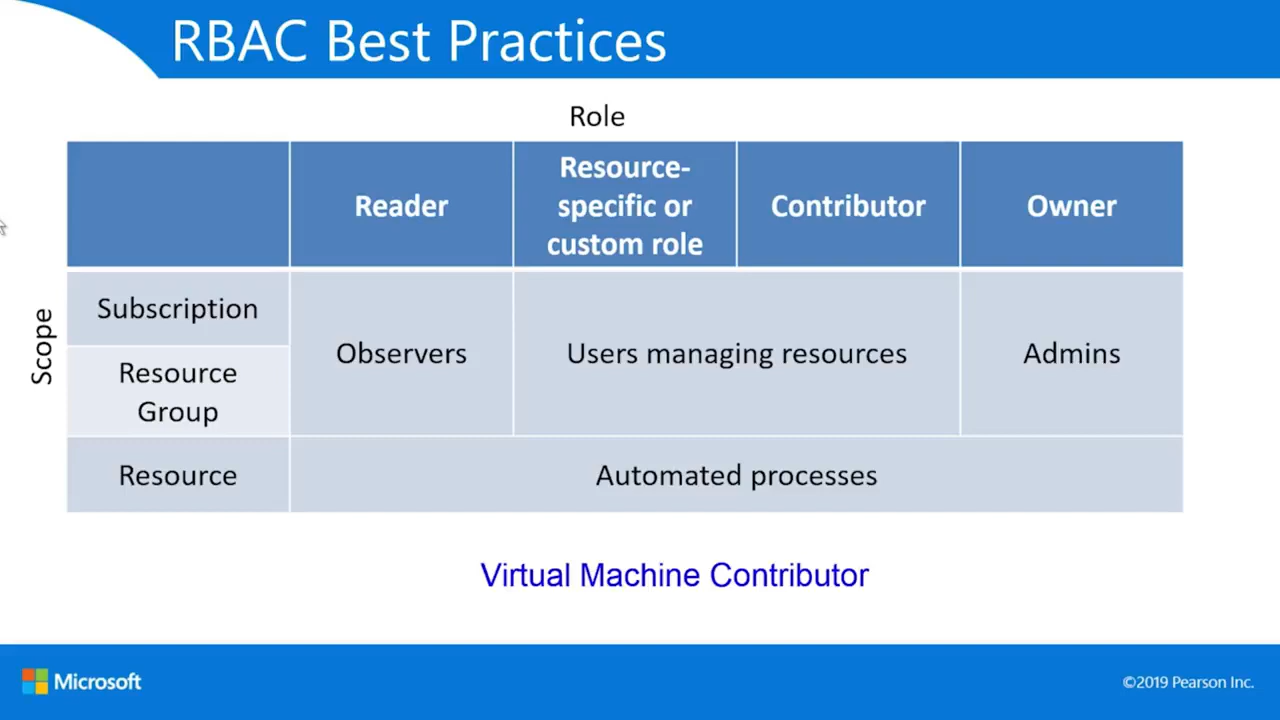 RBAC Best Practices
Role
Reader
Resource-
specific or
custom role
Contributor
Owner
Scope
Subscription
Resource
Group
Observers
Users managing resources
Admins
Resource
Automated processes
Virtual Machine Contributor
Microsoft
©2019 Pearson Inc.